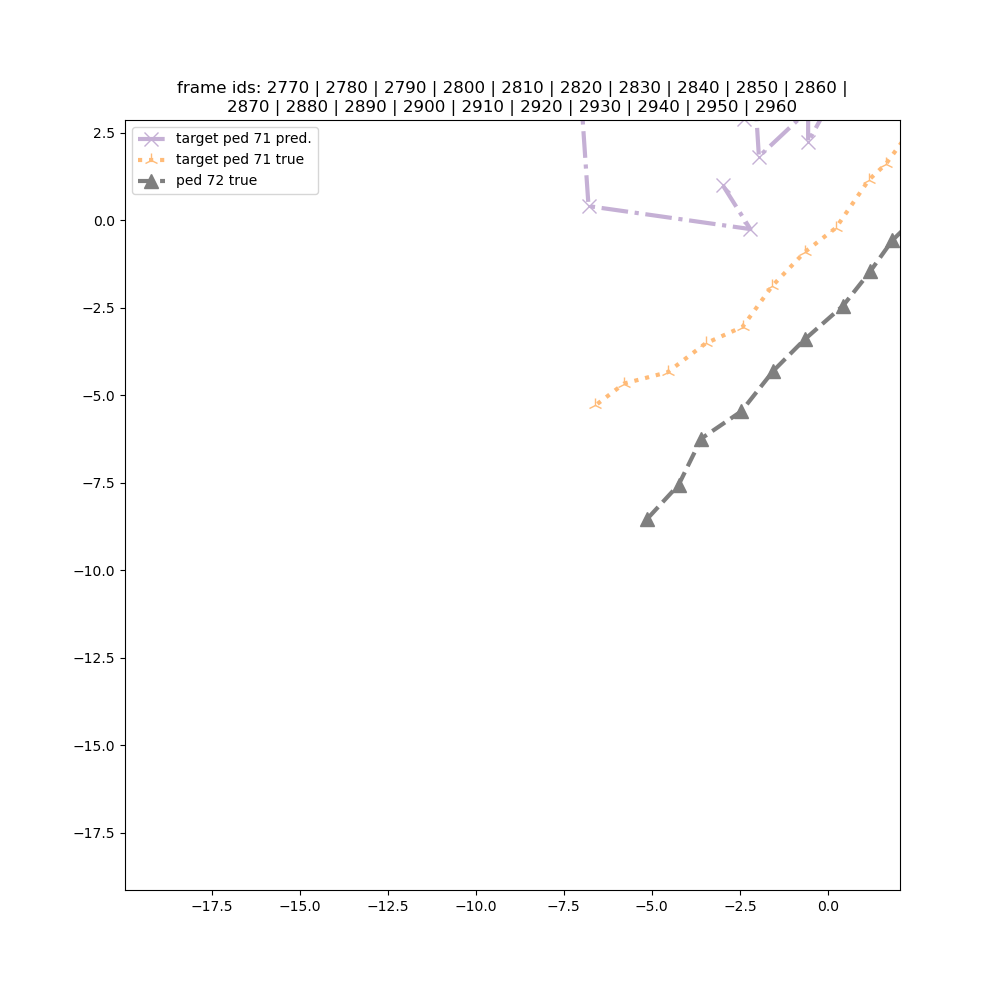 frame ids: 2770 | 2780 | 2790 | 2800 | 2810 | 2820 | 2830 | 2840 | 2850 | 2860 |
2870 | 2880 | 2890 | 2900 | 2910 | 2920 | 2930 | 2940 | 2950 | 2960
target ped 71 pred.
target ped 71 true
ped 72 true
2.5
0.0
−2.5
−5.0
−7.5
−10.0
−12.5
−15.0
−17.5
−17.5 −15.0 −12.5 −10.0 −7.5 −5.0 −2.5 0.0